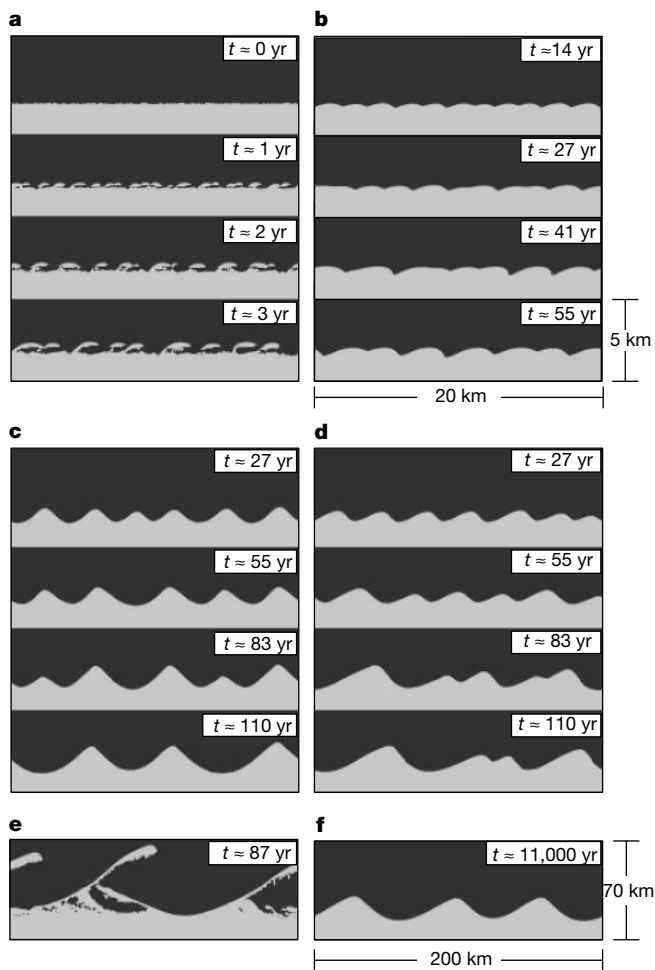 a
t ≈ 0 yr
t ≈ 1 yr
t ≈ 2 yr
t ≈ 3 yr
b
t ≈14 yr
t ≈ 27 yr
t ≈ 41 yr
t ≈ 55 yr
5 km
20 km
c
t ≈ 27 yr
t ≈ 55 yr
t ≈ 83 yr
t ≈ 110 yr
d
t ≈ 27 yr
t ≈ 55 yr
t ≈ 83 yr
t ≈ 110 yr
e
t ≈ 87 yr
f
t ≈ 11,000 yr
70 km
200 km